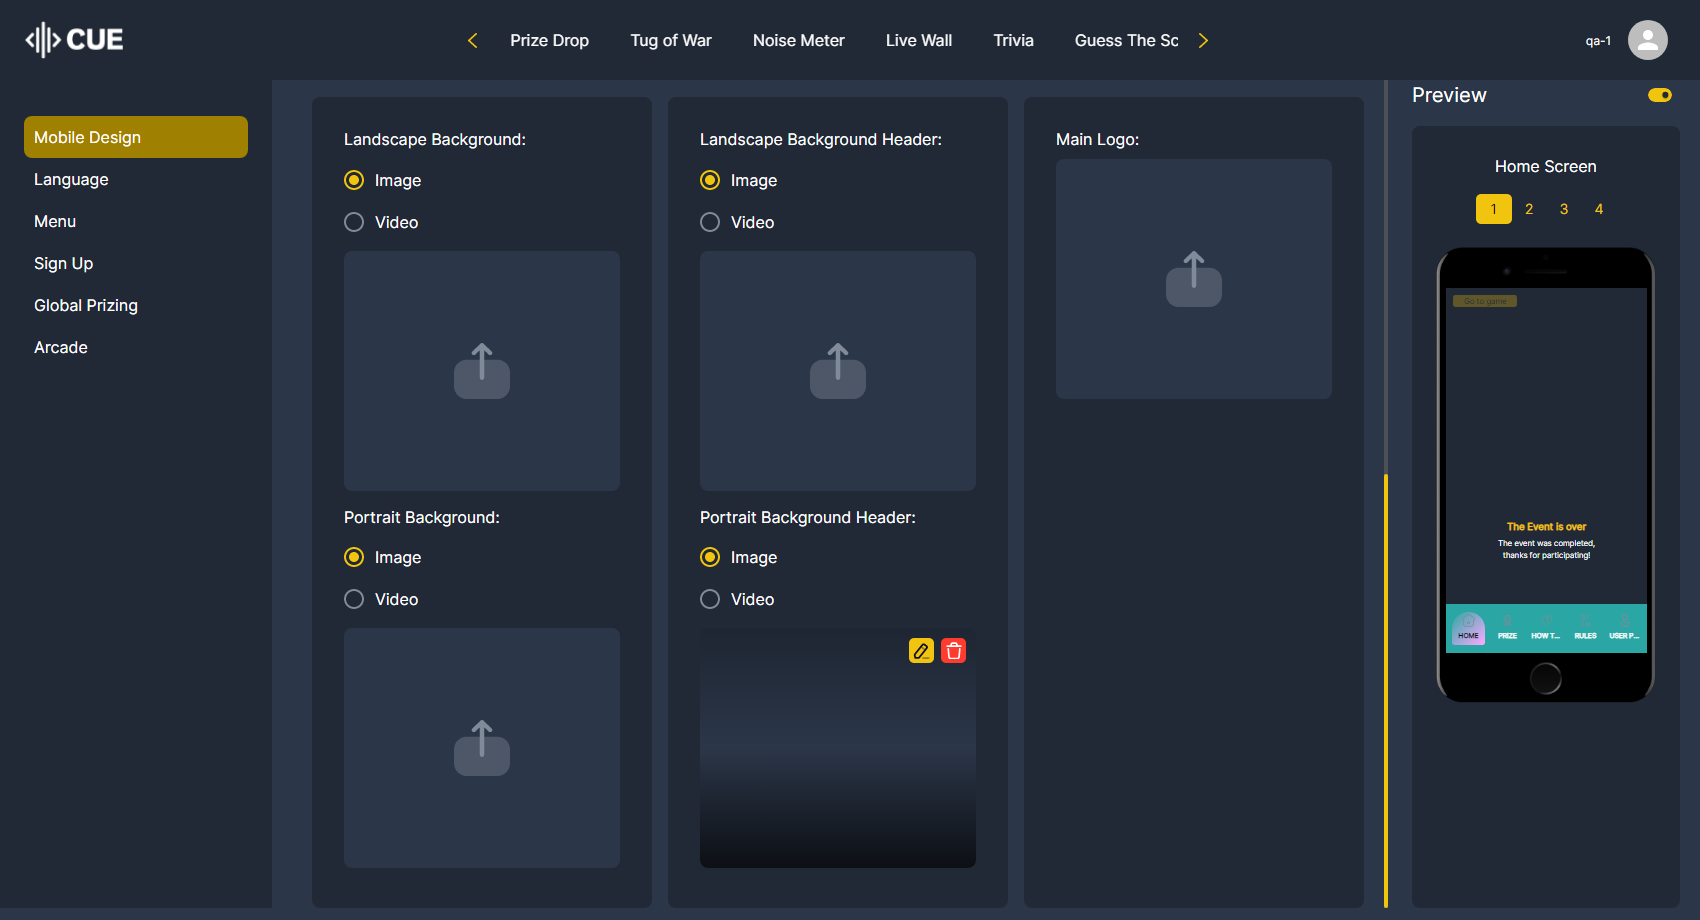 CUE
Prize Drop
Tug of War
Noise Meter
Live Wall
Trivia
Guess The Sc
qa-1
Mobile Design
Language
Menu
Sign Up
Global Prizing
Arcade
Landscape Background:
Image
Video
Portrait Background:
Image
Video
Landscape Background Header:
Image
Video
Portrait Background Header:
Image
Video
Main Logo:
Preview
Home Screen
1 2 3 4
Go to game
The Event is over
The event was completed,
thanks for participating!
HOME PRIZE HOW T... RULES USER P...